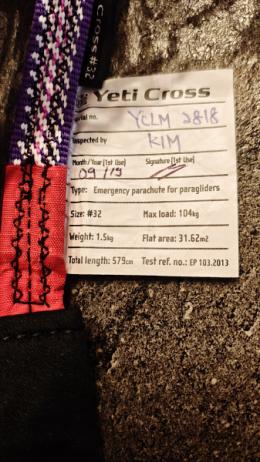 CROSS #32
Yeti Cross
Serial no. YCLM 2818
Inspected by KIM
Month/Year (1st Use) Signature (1st Use)
09/19
Type: Emergency parachute for paragliders
Size: #32 Max load: 104kg
Weight: 1.5kg Flat area: 31.62m2
Total length: 579cm Test ref. no.: EP 103.2013